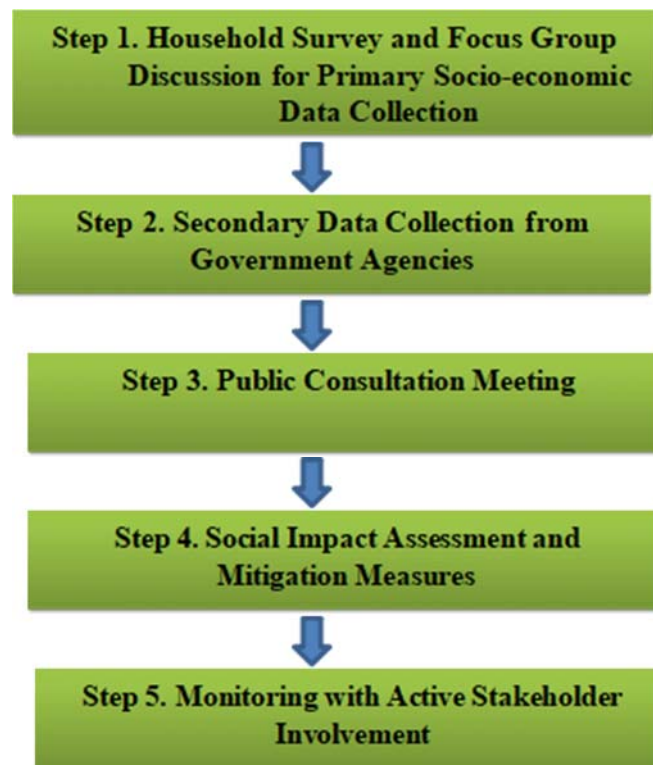 Step 1. Household Survey and Focus Group
Discussion for Primary Socio-economic
Data Collection
Step 2. Secondary Data Collection from
Government Agencies
Step 3. Public Consultation Meeting
Step 4. Social Impact Assessment and
Mitigation Measures
Step 5. Monitoring with Active Stakeholder
Involvement